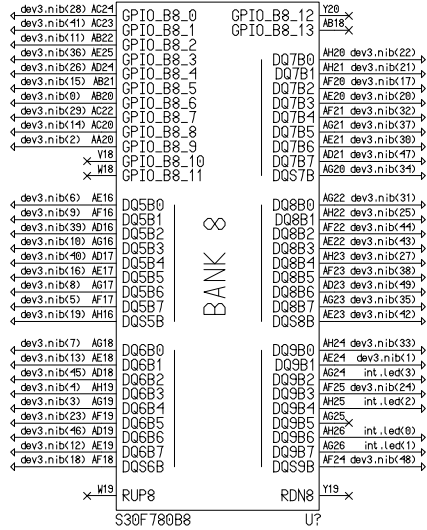 dev3.nib(28) AC24 GPIO_B8_0 GPIO_B8_12 Y20
dev3.nib(41) AC23 GPIO_B8_1 GPIO_B8_13 AB18
dev3.nib(11) AB22 GPIO_B8_2
dev3.nib(36) AE25 GPIO_B8_3 DQ7B0 AH20 dev3.nib(22)
dev3.nib(26) AD24 GPIO_B8_4 DQ7B1 AH21 dev3.nib(21)
dev3.nib(15) AB21 GPIO_B8_5 DQ7B2 AF20 dev3.nib(17)
dev3.nib(0) AB20 GPIO_B8_6 DQ7B3 AE20 dev3.nib(20)
dev3.nib(29) AC22 GPIO_B8_7 DQ7B4 AF21 dev3.nib(32)
dev3.nib(14) AC20 GPIO_B8_8 DQ7B5 AG21 dev3.nib(37)
dev3.nib(2) AA20 GPIO_B8_9 DQ7B6 AE21 dev3.nib(30)
V18 GPIO_B8_10 DQ7B7 AD21 dev3.nib(47)
W18 GPIO_B8_11 DQS7B AG20 dev3.nib(34)
dev3.nib(6) AE16 DQ5B0 DQ8B0 AG22 dev3.nib(31)
dev3.nib(9) AF16 DQ5B1 DQ8B1 AH22 dev3.nib(25)
dev3.nib(39) AD16 DQ5B2 DQ8B2 AF22 dev3.nib(44)
dev3.nib(10) AG16 DQ5B3 DQ8B3 AE22 dev3.nib(43)
dev3.nib(40) AD17 DQ5B4 DQ8B4 AH23 dev3.nib(27)
dev3.nib(16) AE17 DQ5B5 DQ8B5 AF23 dev3.nib(38)
dev3.nib(8) AG17 DQ5B6 DQ8B6 AD23 dev3.nib(49)
dev3.nib(5) AF17 DQ5B7 DQ8B7 AG23 dev3.nib(35)
dev3.nib(19) AH16 DQS5B DQS8B AE23 dev3.nib(42)
BANK 8
dev3.nib(7) AG18 DQ6B0 DQ9B0 AH24 dev3.nib(33)
dev3.nib(13) AE18 DQ6B1 DQ9B1 AE24 dev3.nib(1)
dev3.nib(45) AD18 DQ6B2 DQ9B2 AG24 int.led(3)
dev3.nib(4) AH19 DQ6B3 DQ9B3 AF25 dev3.nib(24)
dev3.nib(3) AG19 DQ6B4 DQ9B4 AH25 int.led(2)
dev3.nib(23) AF19 DQ6B5 DQ9B5 AG25
dev3.nib(46) AD19 DQ6B6 DQ9B6 AH26 int.led(0)
dev3.nib(12) AE19 DQ6B7 DQ9B7 AG26 int.led(1)
dev3.nib(18) AF18 DQS6B DQS9B AF24 dev3.nib(48)
W19 RUP8 RDN8 Y19
S30F780B8 U?